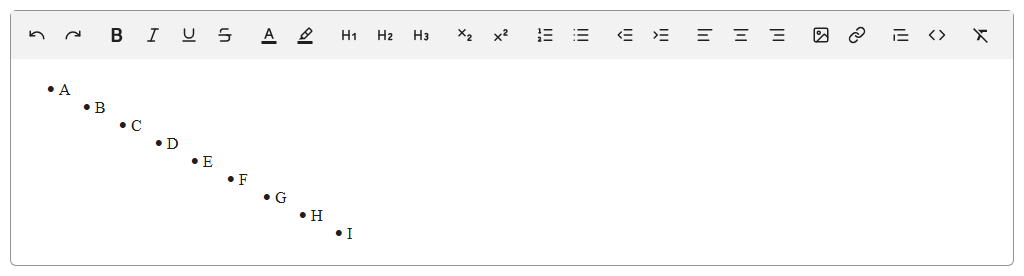 B I U S A H1 H2 H3 X2 X²
• A
• B
• C
• D
• E
• F
• G
• H
• I